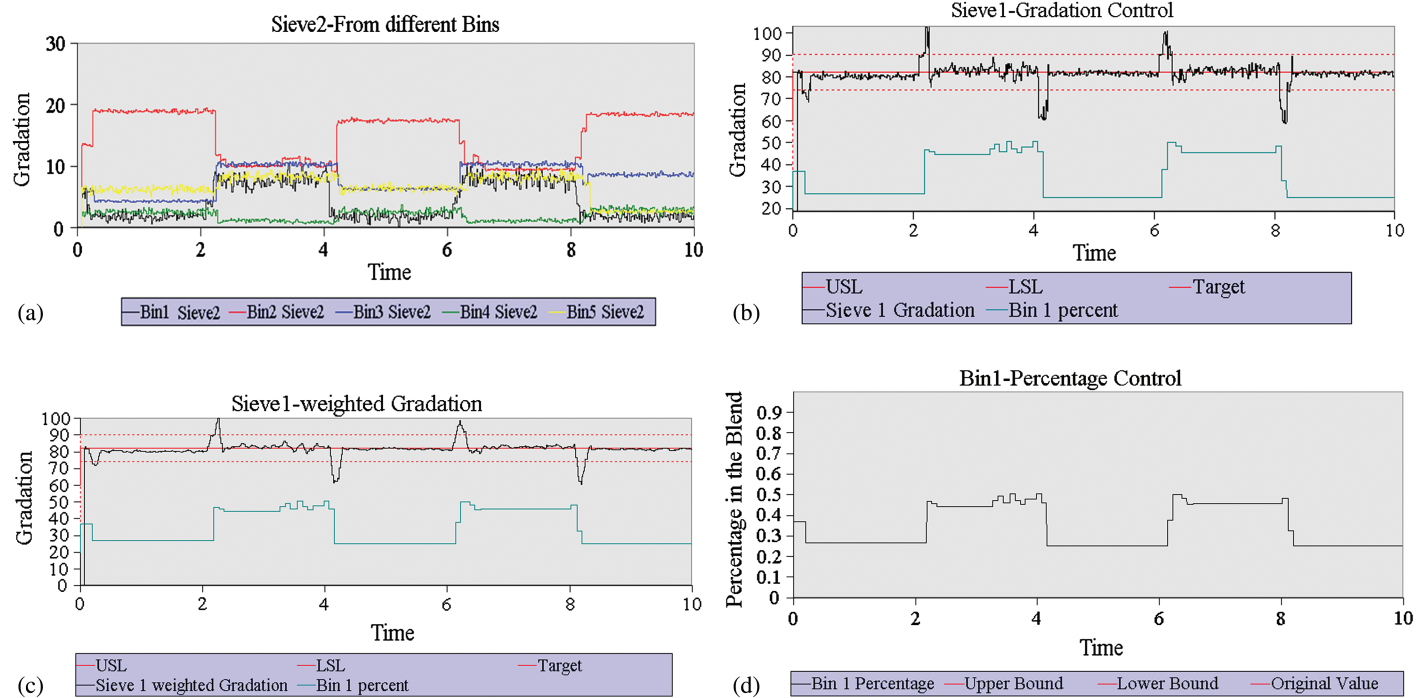 Sieve2-From different Bins
Gradation
30
20
10
0
0 2 4 6 8 10
Time
Bin1 Sieve2 Bin2 Sieve2 Bin3 Sieve2 Bin4 Sieve2 Bin5 Sieve2
(a)
Sieve1-Gradation Control
Gradation
100
90
80
70
60
50
40
30
20
0 2 4 6 8 10
Time
USL LSL Target
Sieve 1 Gradation Bin 1 percent
(b)
Sieve1-weighted Gradation
Gradation
100
90
80
70
60
50
40
30
20
10
0
0 2 4 6 8 10
Time
USL LSL Target
Sieve 1 weighted Gradation Bin 1 percent
(c)
Bin1-Percentage Control
Percentage in the Blend
0.9
0.8
0.7
0.6
0.5
0.4
0.3
0.2
0.1
0
0 2 4 6 8 10
Time
Bin 1 Percentage Upper Bound Lower Bound Original Value
(d)